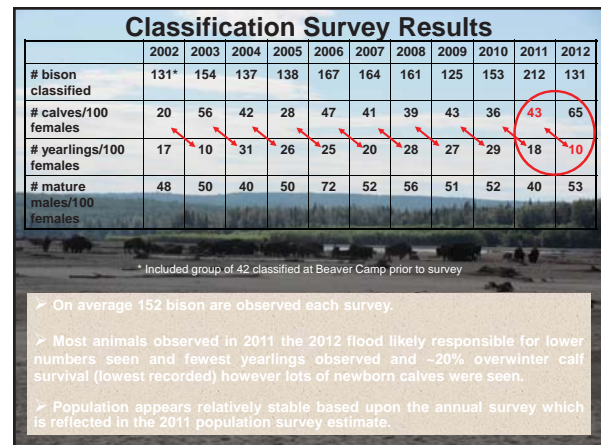 Classification Survey Results
2002 2003 2004 2005 2006 2007 2008 2009 2010 2011 2012
# bison classified 131* 154 137 138 167 164 161 125 153 212 131
# calves/100 females 20 56 42 28 47 41 39 43 36 43 65
# yearlings/100 females 17 10 31 26 25 20 28 27 29 18 10
# mature males/100 females 48 50 40 50 72 52 56 51 52 40 53
* Included group of 42 classified at Beaver Camp prior to survey
➢ On average 152 bison are observed each survey.
➢ Most animals observed in 2011 the 2012 flood likely responsible for lower
numbers seen and fewest yearlings observed and ~20% overwinter calf
survival (lowest recorded) however lots of newborn calves were seen.
➢ Population appears relatively stable based upon the annual survey which
is reflected in the 2011 population survey estimate.